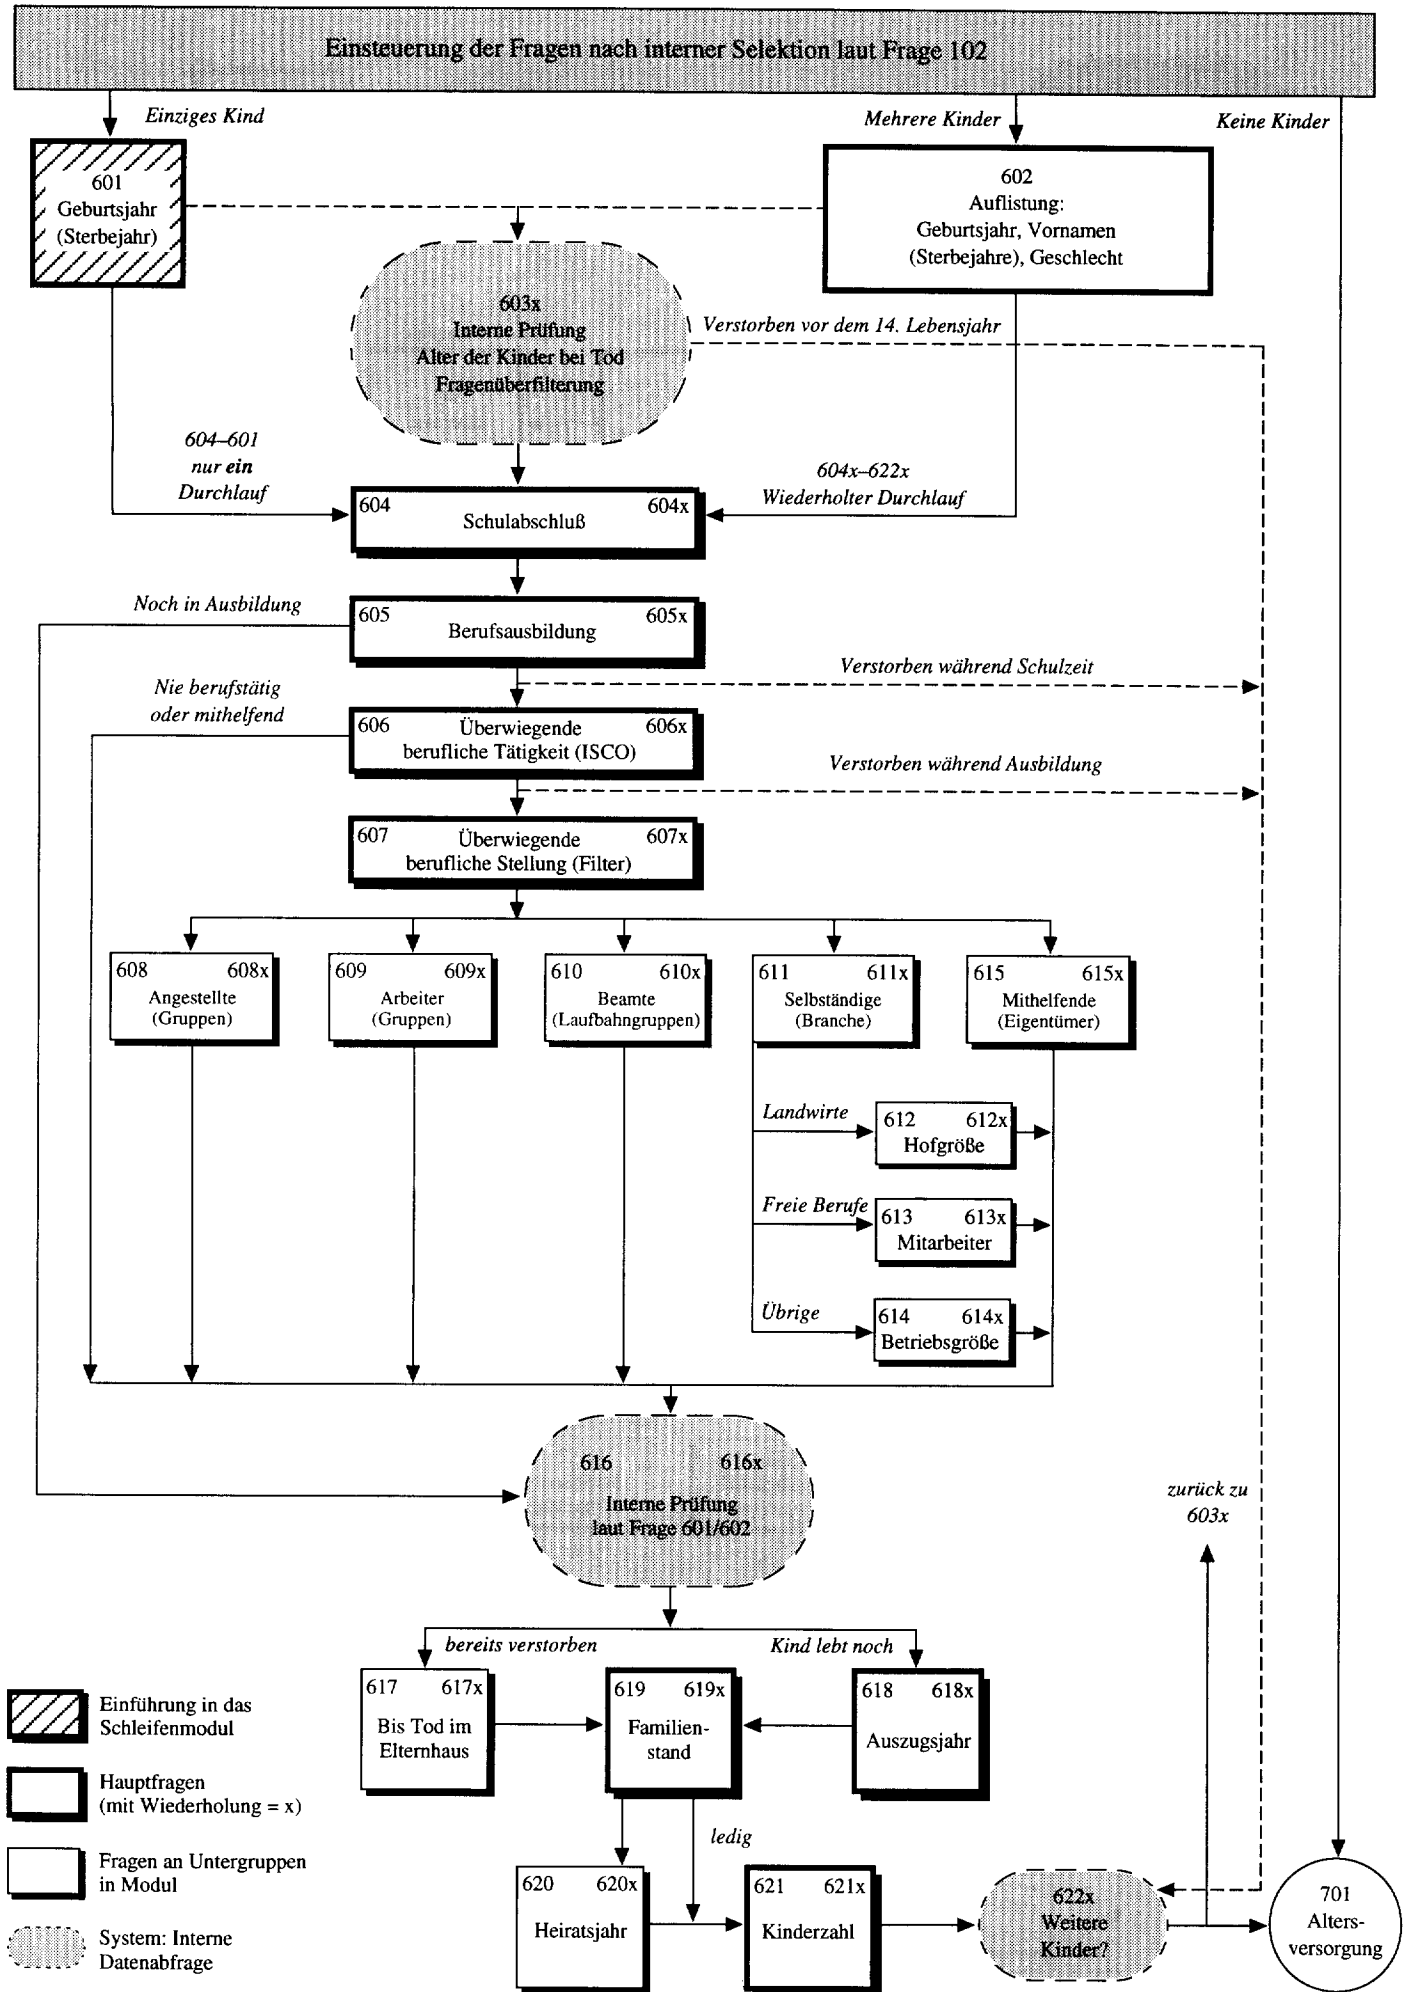 Einsteuerung der Fragen nach interner Selektion laut Frage 102
Einziges Kind
Mehrere Kinder
Keine Kinder
601
Geburtsjahr
(Sterbejahr)
602
Auflistung:
Geburtsjahr, Vornamen
(Sterbejahre), Geschlecht
603x
Interne Prüfung
Alter der Kinder bei Tod
Fragenüberfilterung
Verstorben vor dem 14. Lebensjahr
604–601
nur ein
Durchlauf
604x–622x
Wiederholter Durchlauf
604 604x
Schulabschluß
Noch in Ausbildung
605 605x
Berufsausbildung
Verstorben während Schulzeit
Nie berufstätig
oder mithelfend
606 606x
Überwiegende
berufliche Tätigkeit (ISCO)
Verstorben während Ausbildung
607 607x
Überwiegende
berufliche Stellung (Filter)
608 608x
Angestellte
(Gruppen)
609 609x
Arbeiter
(Gruppen)
610 610x
Beamte
(Laufbahngruppen)
611 611x
Selbständige
(Branche)
615 615x
Mithelfende
(Eigentümer)
Landwirte
612 612x
Hofgröße
Freie Berufe
613 613x
Mitarbeiter
Übrige
614 614x
Betriebsgröße
616 616x
Interne Prüfung
laut Frage 601/602
zurück zu
603x
bereits verstorben
Kind lebt noch
617 617x
Bis Tod im
Elternhaus
619 619x
Familien-
stand
618 618x
Auszugsjahr
ledig
620 620x
Heiratsjahr
621 621x
Kinderzahl
622x
Weitere
Kinder?
701
Alters-
versorgung
Einführung in das
Schleifenmodul
Hauptfragen
(mit Wiederholung = x)
Fragen an Untergruppen
in Modul
System: Interne
Datenabfrage